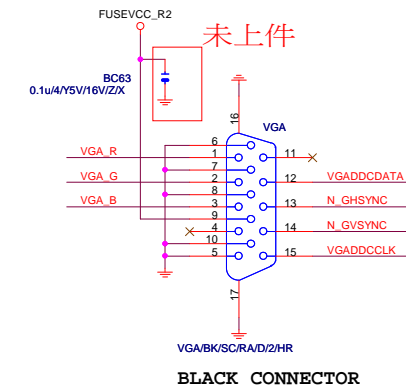 FUSEVCC_R2
未上件
BC63
0.1u/4/Y5V/16V/Z/X
16
VGA
6
VGA_R
1
11
7
VGA_G
2
12
VGADDCDATA
8
VGA_B
3
13
N_GHSYNC
9
4
14
N_GVSYNC
10
5
15
VGADDCCLK
17
VGA/BK/SC/RA/D/2/HR
BLACK CONNECTOR